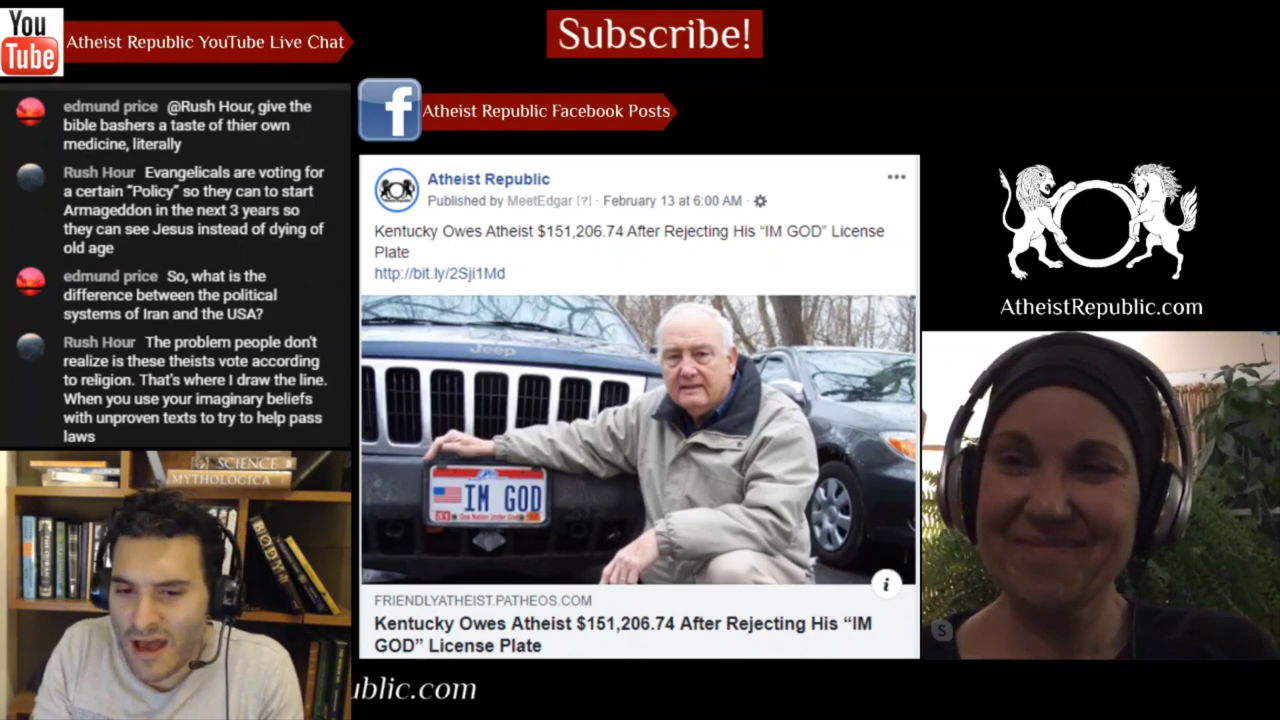 You
Tube
Atheist Republic YouTube Live Chat
Subscribe!
edmund price @Rush Hour, give the
bible bashers a taste of thier own
medicine, literally
Rush Hour Evangelicals are voting for
a certain “Policy” so they can to start
Armageddon in the next 3 years so
they can see Jesus instead of dying of
old age
edmund price So, what is the
difference between the political
systems of Iran and the USA?
Rush Hour The problem people don't
realize is these theists vote according
to religion. That's where I draw the line.
When you use your imaginary beliefs
with unproven texts to try to help pass
laws
f
Atheist Republic Facebook Posts
Atheist Republic
Published by MeetEdgar [?] · February 13 at 6:00 AM ·
Kentucky Owes Atheist $151,206.74 After Rejecting His “IM GOD” License
Plate
http://bit.ly/2Sji1Md
Jeep
IM GOD
One Nation Under God
i
FRIENDLYATHEIST.PATHEOS.COM
Kentucky Owes Atheist $151,206.74 After Rejecting His “IM
GOD” License Plate
AtheistRepublic.com
SCIENCE
MYTHOLOGICA
S
ublic.com